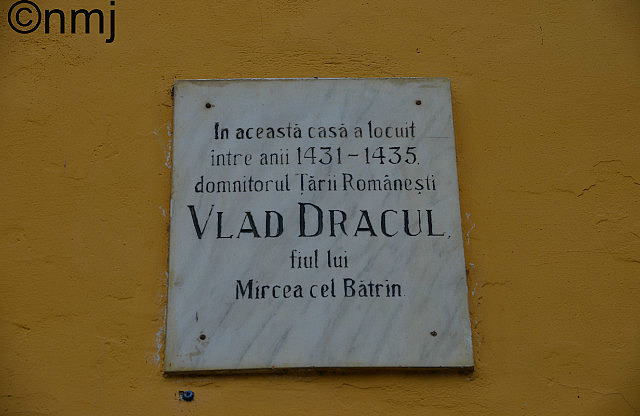 ©nmj
In această casă a locuit
între anii 1431-1435,
domnitorul Țării Românești
VLAD DRACUL,
fiul lui
Mircea cel Bătrîn.